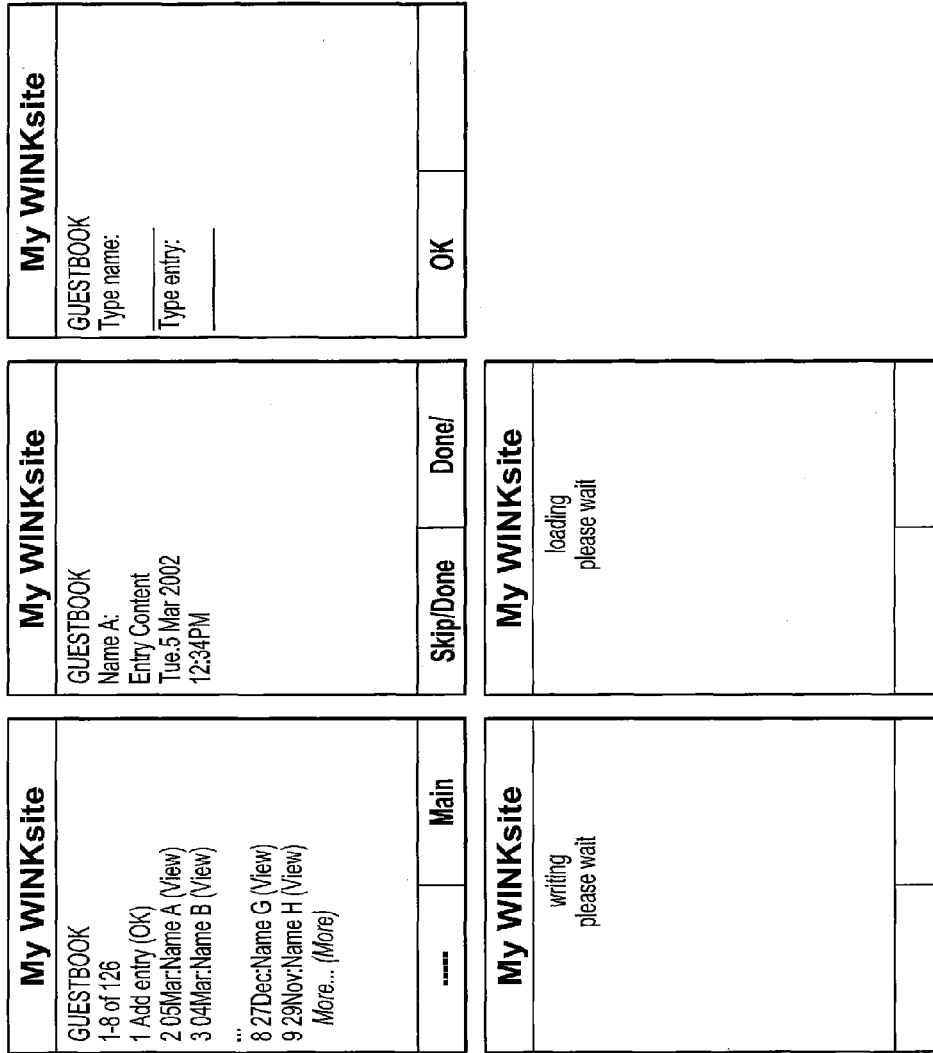 My WINKsite
GUESTBOOK
1-8 of 126
1 Add entry (OK)
2 05Mar:Name A (View)
3 04Mar:Name B (View)
...
8 27Dec:Name G (View)
9 29Nov:Name H (View)
More... (More)
-----
Main
My WINKsite
GUESTBOOK
Name A:
Entry Content
Tue.5 Mar 2002
12:34PM
Skip/Done
Done/
My WINKsite
GUESTBOOK
Type name:
Type entry:
OK
My WINKsite
writing
please wait
My WINKsite
loading
please wait